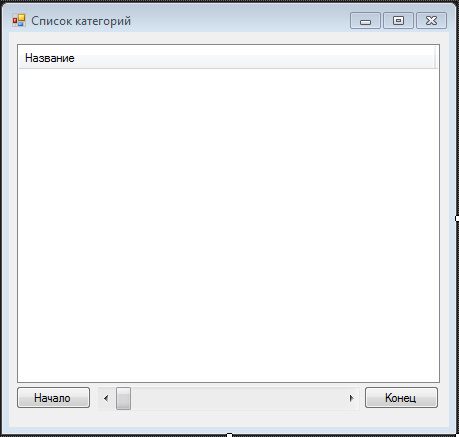 Список категорий
Название
Начало
Конец